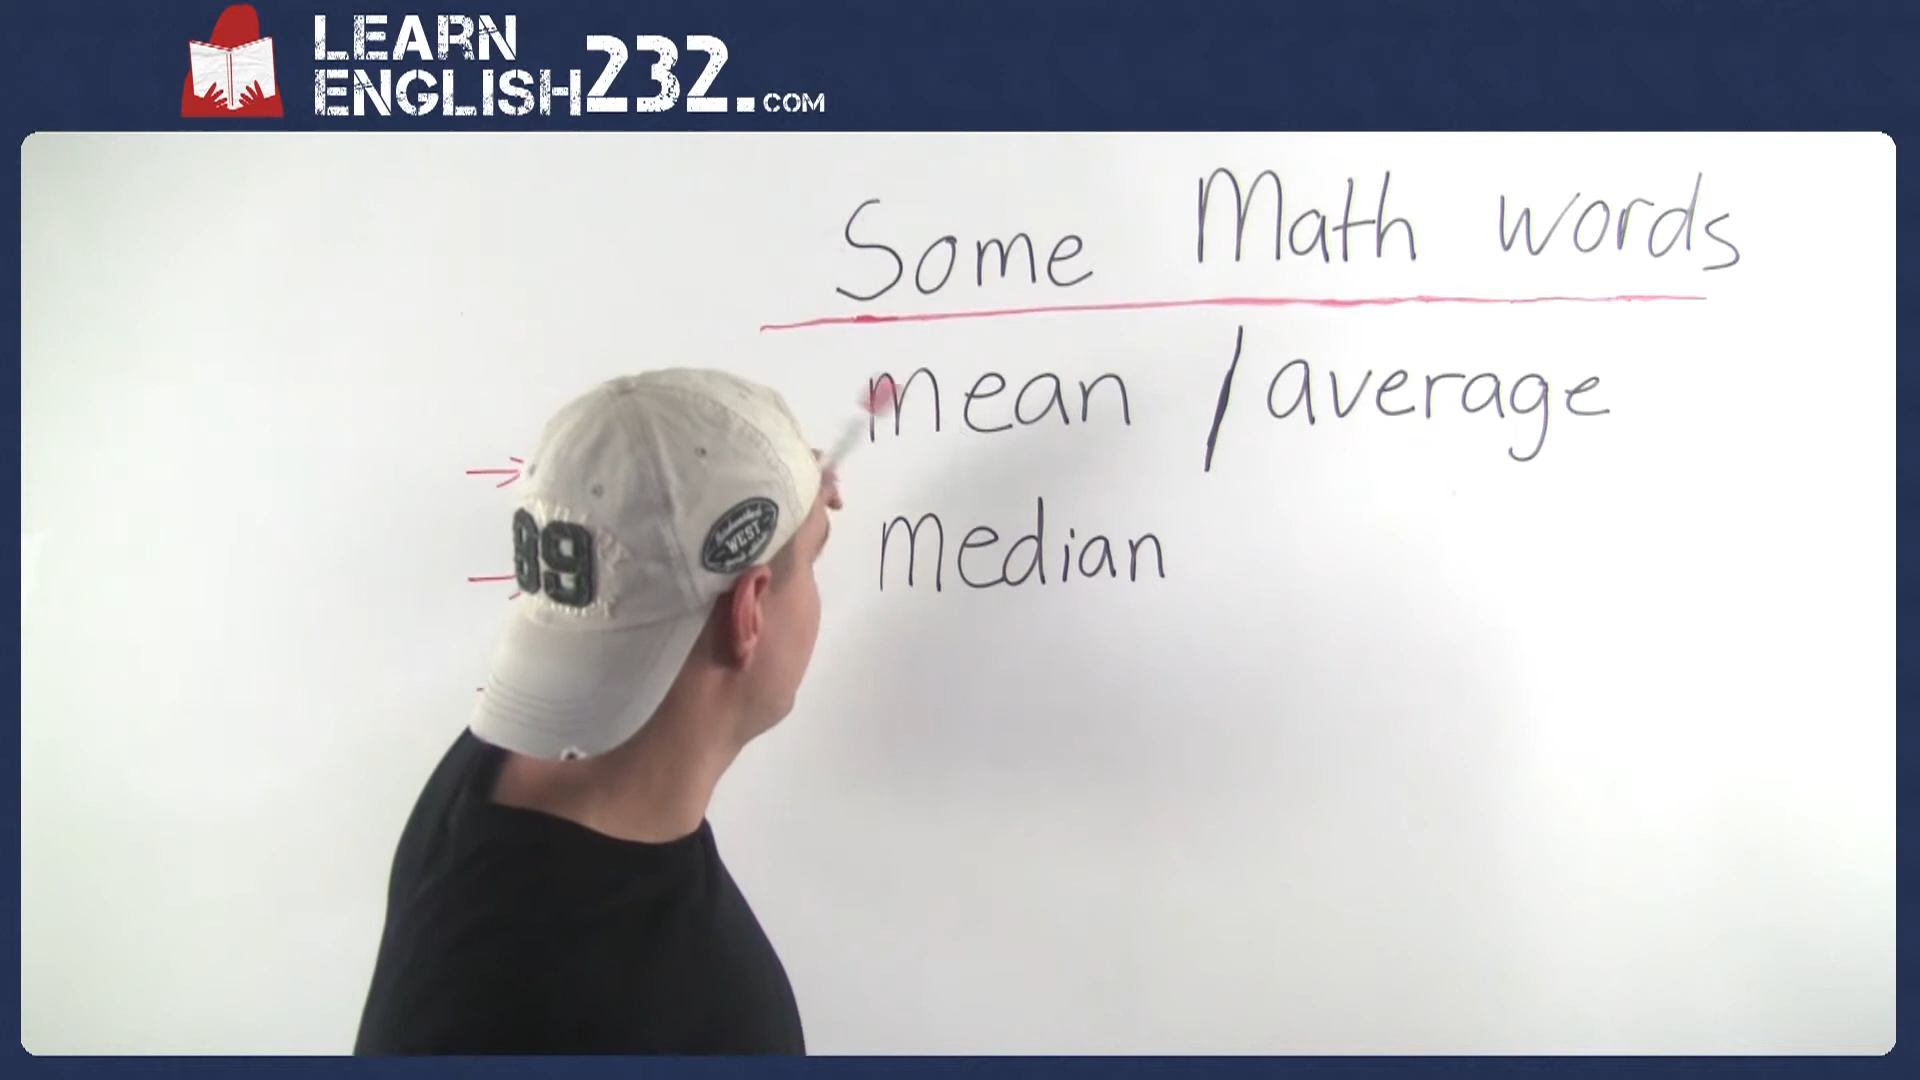 LEARN
ENGLISH232.COM
Some Math words
mean / average
Median
89
WEST